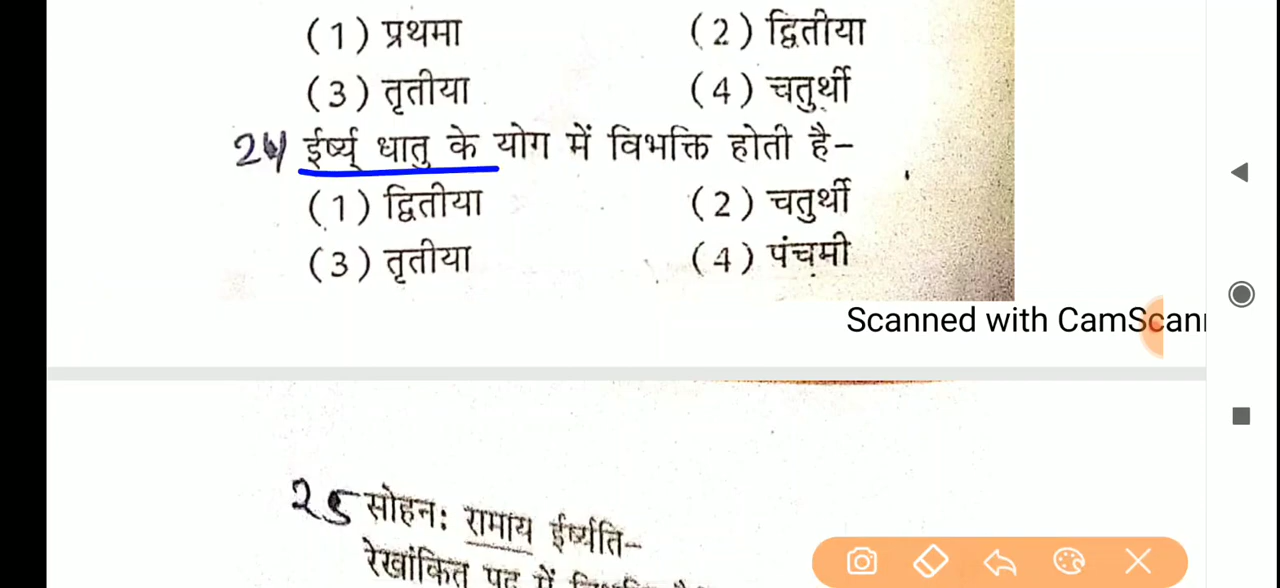 (1) प्रथमा (2) द्वितीया
(3) तृतीया (4) चतुर्थी
24 ईर्ष्य् धातु के योग में विभक्ति होती है–
(1) द्वितीया (2) चतुर्थी
(3) तृतीया (4) पंचमी
Scanned with CamScan
25 सोहन: रामाय ईर्ष्यति–
रेखांकित पद में